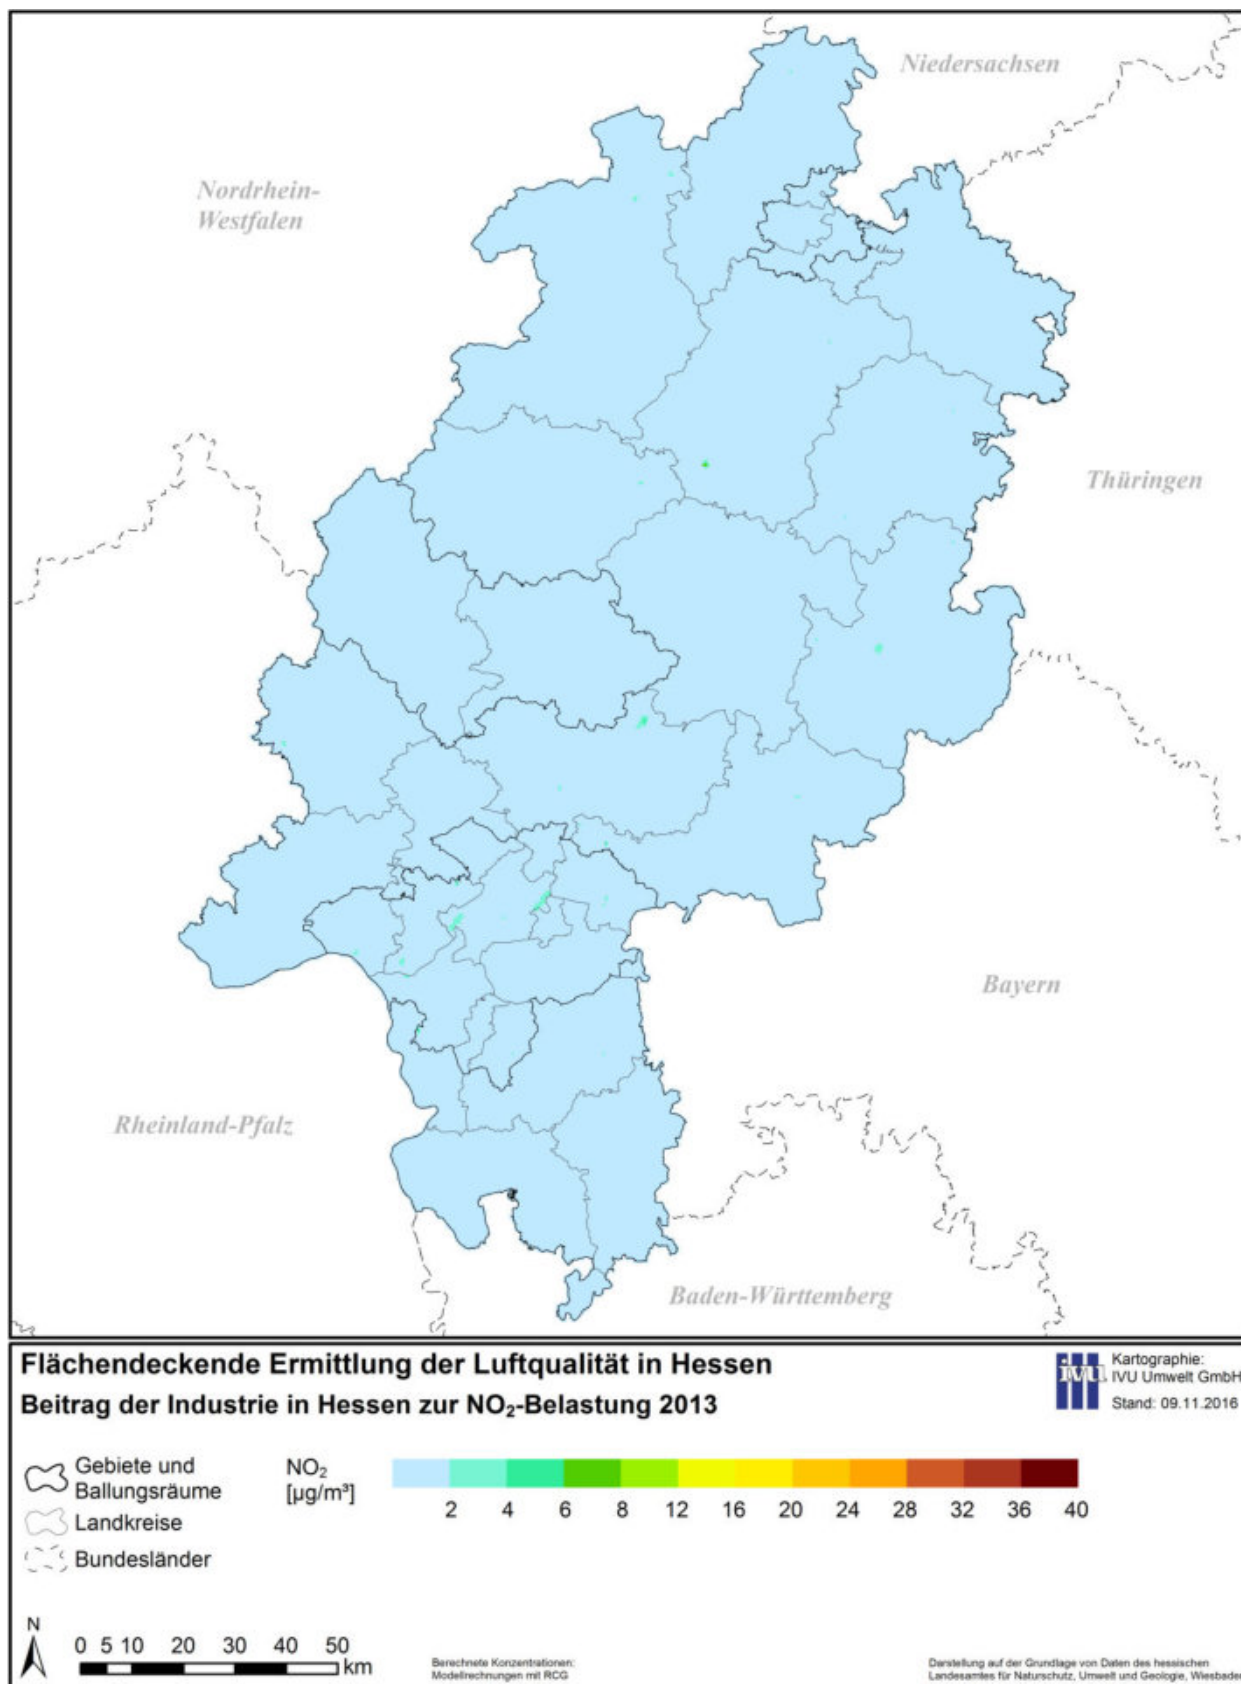 Niedersachsen
Nordrhein-
Westfalen
Thüringen
Bayern
Rheinland-Pfalz
Baden-Württemberg
Flächendeckende Ermittlung der Luftqualität in Hessen
Beitrag der Industrie in Hessen zur NO₂-Belastung 2013
ivu
Kartographie:
IVU Umwelt GmbH
Stand: 09.11.2016
Gebiete und
Ballungsräume
Landkreise
Bundesländer
NO₂
[µg/m³]
2 4 6 8 12 16 20 24 28 32 36 40
N
0 5 10 20 30 40 50
km
Berechnete Konzentrationen:
Modellrechnungen mit RCG
Darstellung auf der Grundlage von Daten des hessischen
Landesamtes für Naturschutz, Umwelt und Geologie, Wiesbaden